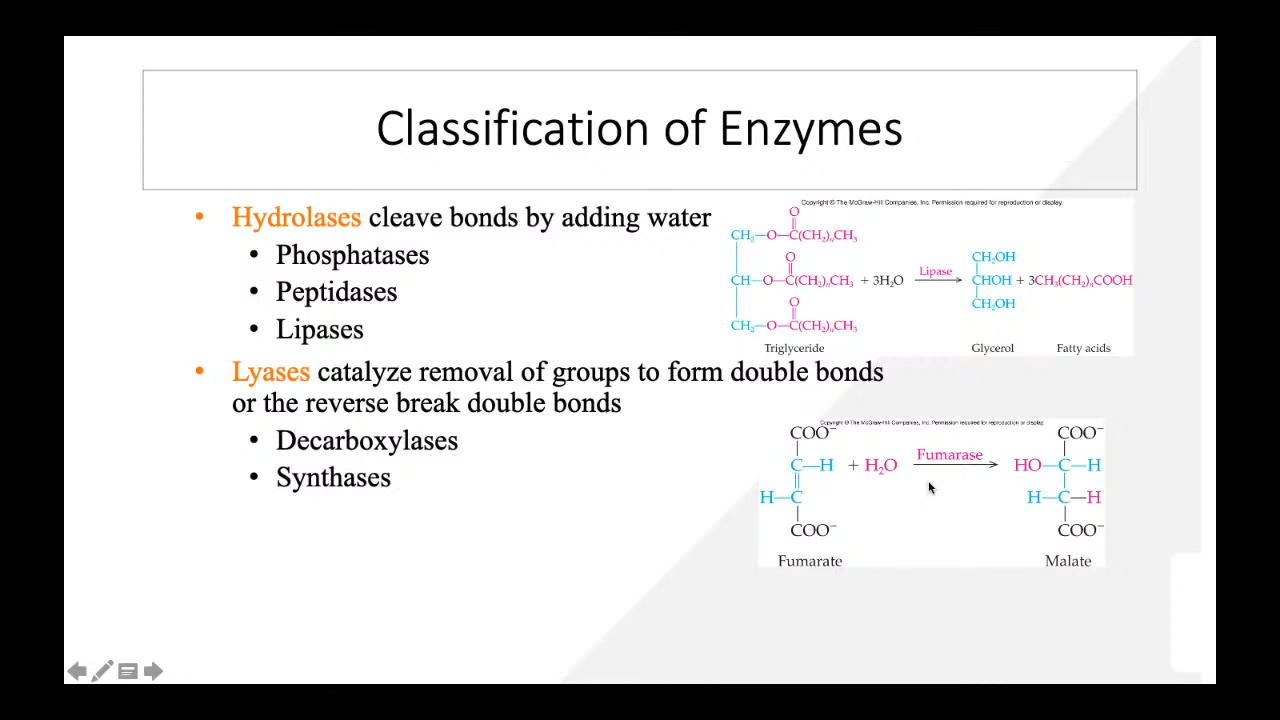 Classification of Enzymes
• Hydrolases cleave bonds by adding water
• Phosphatases
• Peptidases
• Lipases
• Lyases catalyze removal of groups to form double bonds
or the reverse break double bonds
• Decarboxylases
• Synthases
Copyright © The McGraw-Hill Companies, Inc. Permission required for reproduction or display.
O
CH₂—O—C(CH₂)ₙCH₃
O
CH—O—C(CH₂)ₙCH₃ + 3H₂O Lipase CHOH + 3CH₃(CH₂)ₙCOOH
O
CH₂—O—C(CH₂)ₙCH₃
CH₂OH
CH₂OH
Triglyceride Glycerol Fatty acids
Copyright © The McGraw-Hill Companies, Inc. Permission required for reproduction or display.
COO⁻ COO⁻
C—H + H₂O Fumarase HO—C—H
H—C H—C—H
COO⁻ COO⁻
Fumarate Malate